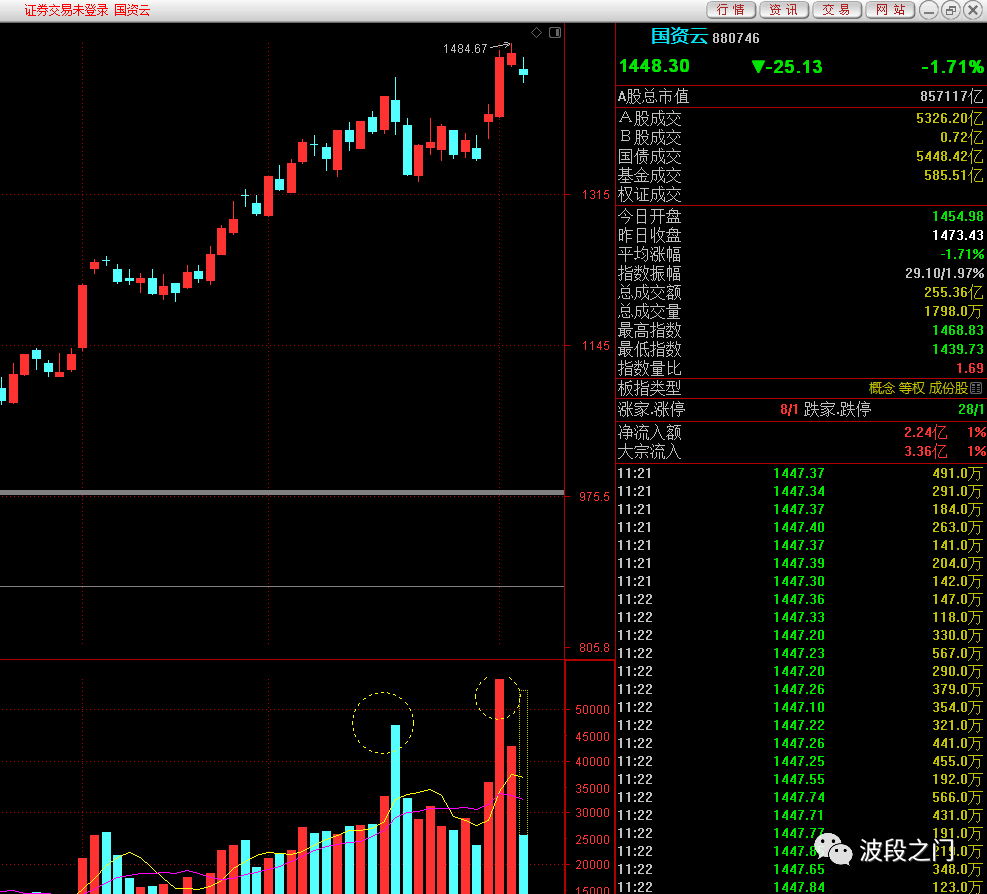 证券交易未登录 国资云 行情 资讯 交易 网站
国资云 880746
1448.30 ▼-25.13 -1.71%
A股总市值 857117亿
A股成交 5326.20亿
B股成交 0.72亿
国债成交 5448.42亿
基金成交 585.51亿
权证成交
今日开盘 1454.98
昨日收盘 1473.43
平均涨幅 -1.71%
指数振幅 29.10/1.97%
总成交额 255.36亿
总成交量 1798.0万
最高指数 1468.83
最低指数 1439.73
指数量比 1.69
板指类型 概念 等权 成份股
涨家.涨停 8/1 跌家.跌停 28/1
净流入额 2.24亿 1%
大宗流入 3.36亿 1%
11:21 1447.37 491.0万
11:21 1447.34 291.0万
11:21 1447.37 184.0万
11:21 1447.40 263.0万
11:21 1447.37 141.0万
11:21 1447.39 204.0万
11:21 1447.30 142.0万
11:22 1447.36 147.0万
11:22 1447.33 118.0万
11:22 1447.20 330.0万
11:22 1447.23 567.0万
11:22 1447.20 290.0万
11:22 1447.26 379.0万
11:22 1447.10 354.0万
11:22 1447.22 321.0万
11:22 1447.26 441.0万
11:22 1447.25 455.0万
11:22 1447.55 192.0万
11:22 1447.74 566.0万
11:22 1447.71 431.0万
11:22 1447.77 191.0万
11:22
11:22 1447.65 348.0万
11:22 1447.84 123.0万
1484.67
1315
1145
975.5
805.8
50000
45000
40000
35000
30000
25000
20000
15000
波段之门